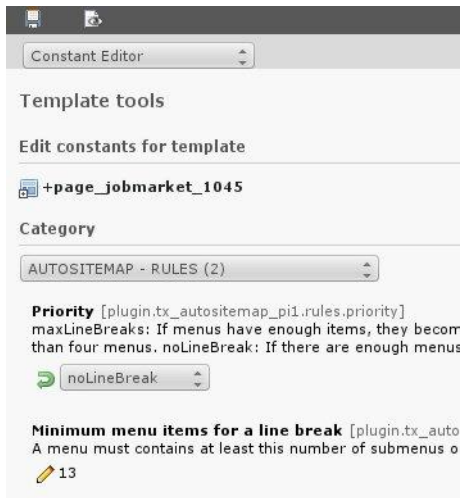 Constant Editor
Template tools
Edit constants for template
+page_jobmarket_1045
Category
AUTOSITEMAP - RULES (2)
Priority [plugin.tx_autositemap_pi1.rules.priority]
maxLineBreaks: If menus have enough items, they becom
than four menus. noLineBreak: If there are enough menus
noLineBreak
Minimum menu items for a line break [plugin.tx_auto
A menu must contains at least this number of submenus o
13